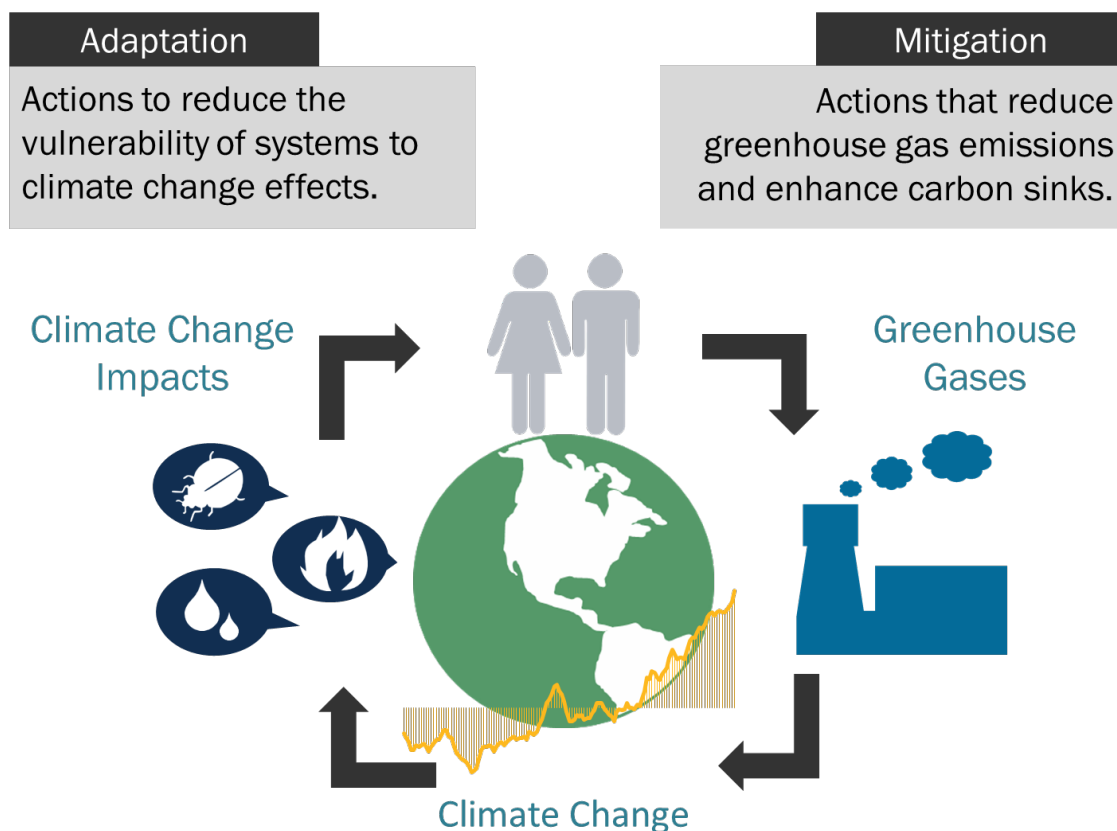 Adaptation
Actions to reduce the
vulnerability of systems to
climate change effects.
Mitigation
Actions that reduce
greenhouse gas emissions
and enhance carbon sinks.
Climate Change
Impacts
Greenhouse
Gases
Climate Change